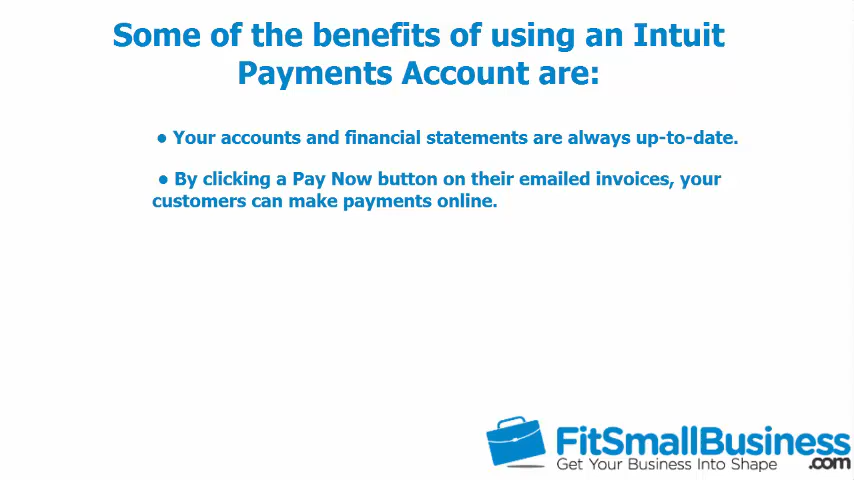 Some of the benefits of using an Intuit
Payments Account are:
● Your accounts and financial statements are always up-to-date.
● By clicking a Pay Now button on their emailed invoices, your
customers can make payments online.
FitSmallBusiness
Get Your Business Into Shape .com